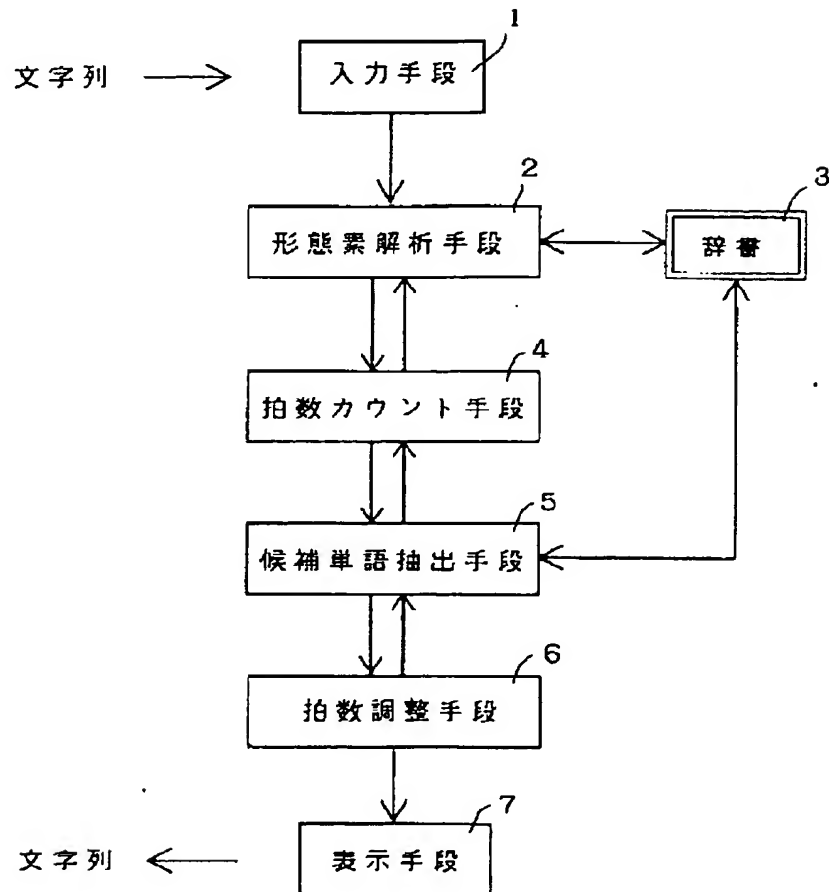 1
文字列
入力手段
2
形態素解析手段
3
辞書
4
拍数カウント手段
5
候補単語抽出手段
6
拍数調整手段
7
文字列
表示手段